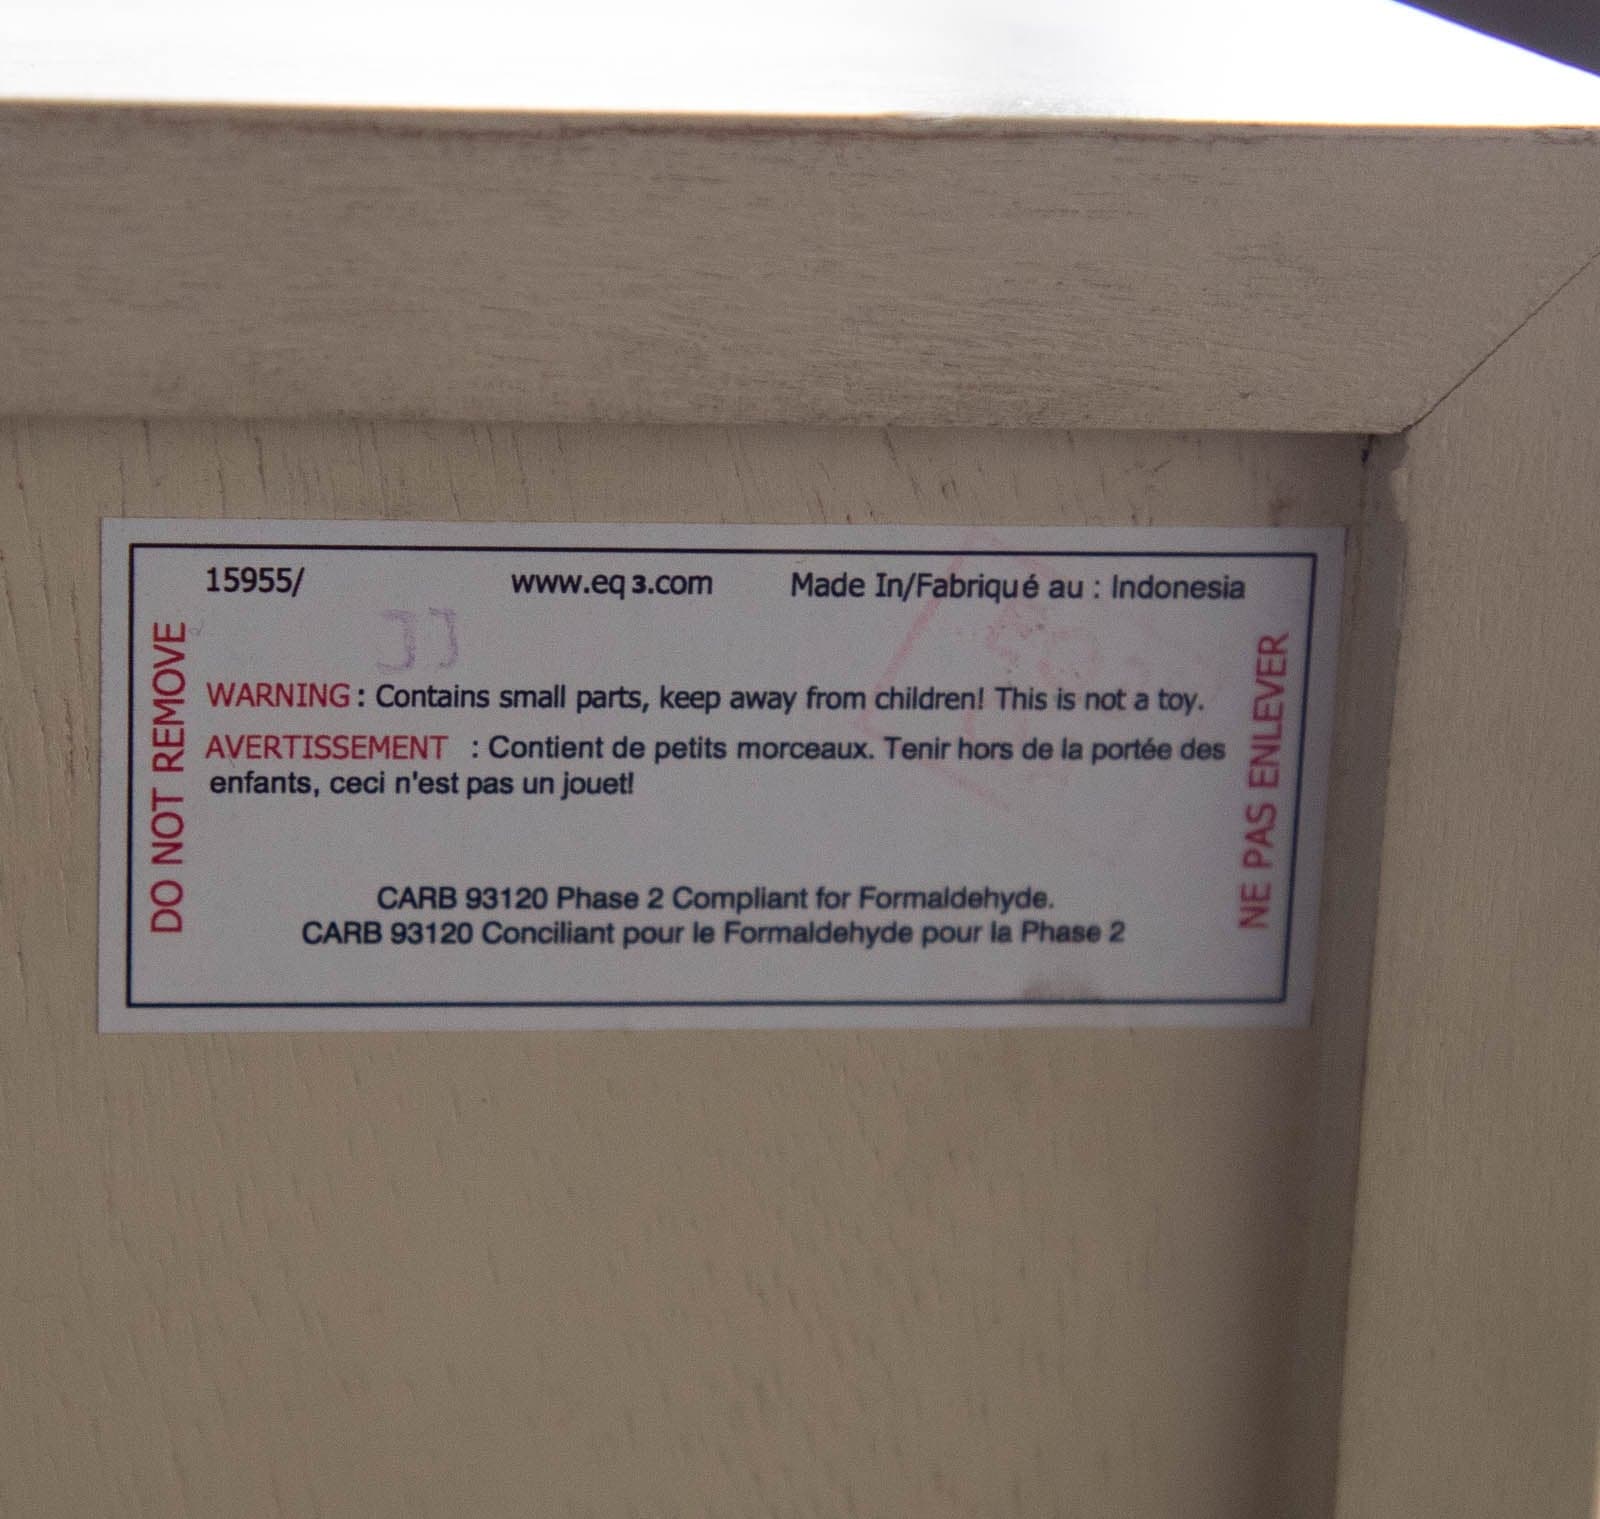 15955/ www.eq3.com Made In/Fabriqué au : Indonesia
JJ
WARNING : Contains small parts, keep away from children! This is not a toy.
AVERTISSEMENT : Contient de petits morceaux. Tenir hors de la portée des
enfants, ceci n'est pas un jouet!
CARB 93120 Phase 2 Compliant for Formaldehyde.
CARB 93120 Conciliant pour le Formaldehyde pour la Phase 2
DO NOT REMOVE
NE PAS ENLEVER